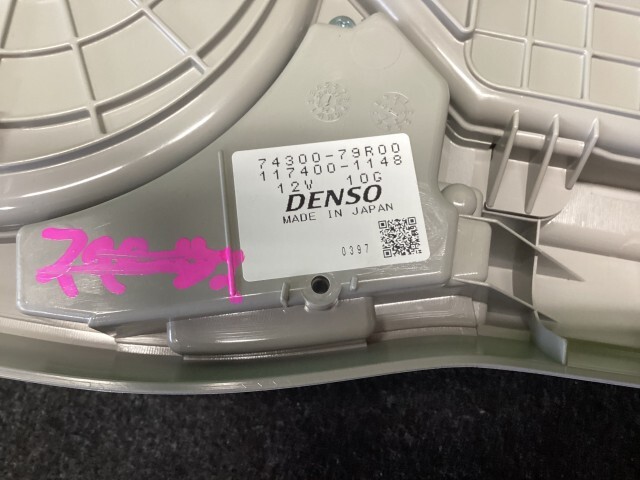 74300-79R00
117400-1148
12V 10G
DENSO
MADE IN JAPAN
0397